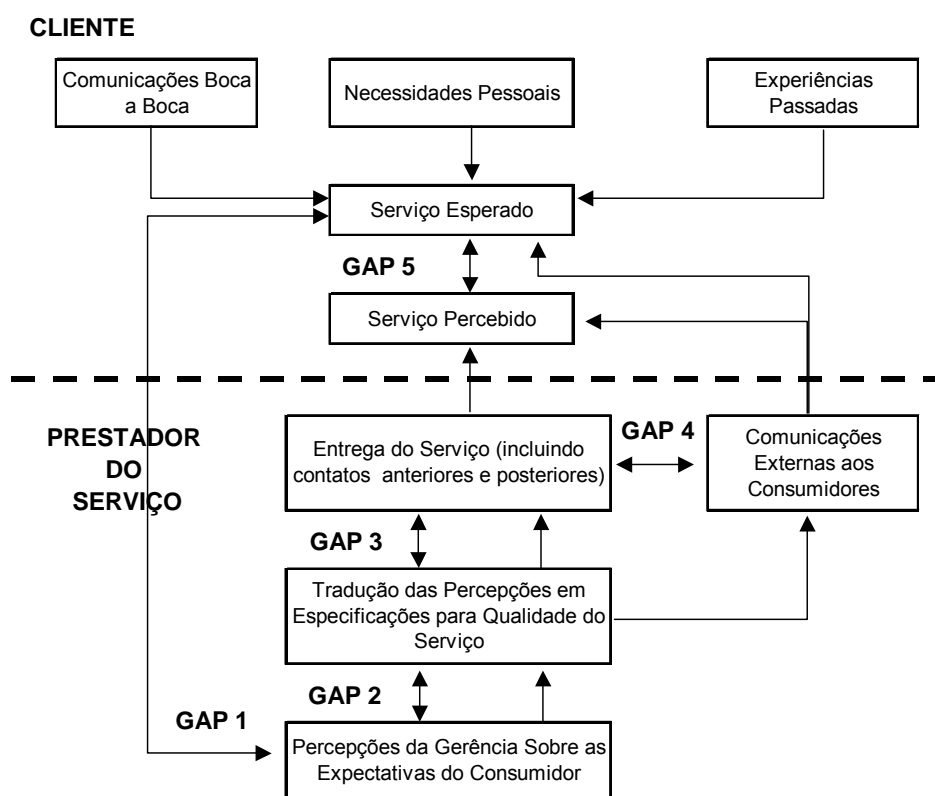 CLIENTE
Comunicações Boca
a Boca
Necessidades Pessoais
Experiências
Passadas
Serviço Esperado
GAP 5
Serviço Percebido
PRESTADOR
DO
SERVIÇO
Entrega do Serviço (incluindo
contatos anteriores e posteriores)
GAP 4
Comunicações
Externas aos
Consumidores
GAP 3
Tradução das Percepções em
Especificações para Qualidade do
Serviço
GAP 2
GAP 1
Percepções da Gerência Sobre as
Expectativas do Consumidor